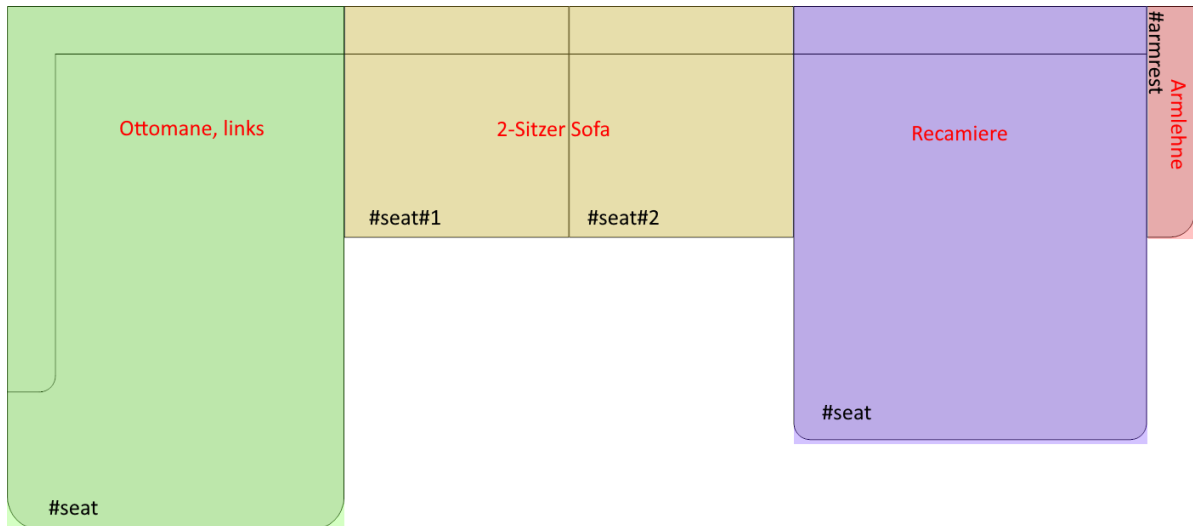 Ottomane, links
#seat
2-Sitzer Sofa
#seat#1
#seat#2
Recamiere
#seat
#armrest
Armlehne